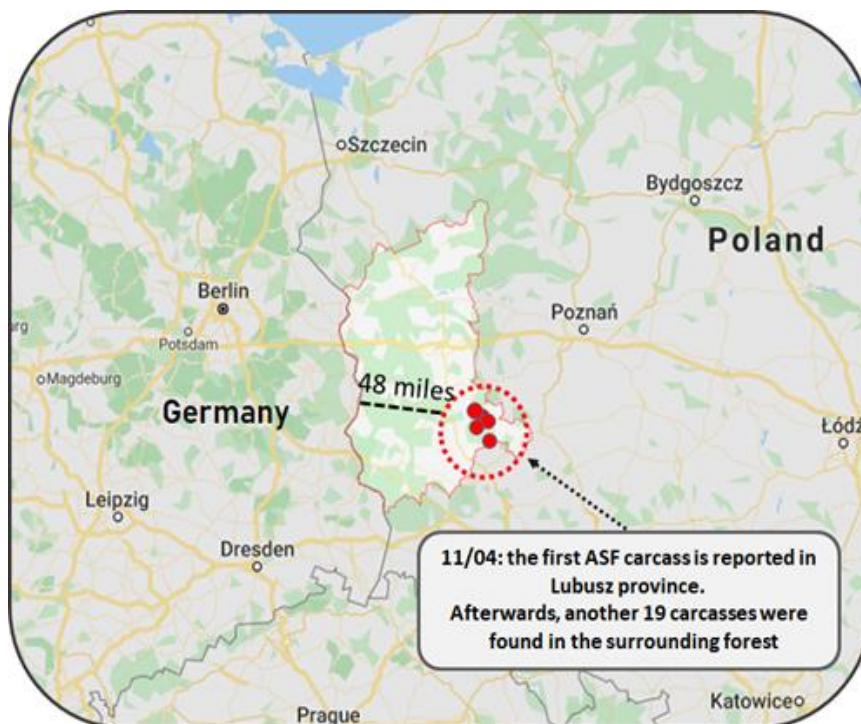 Szczecin
Bydgoszcz
Poland
Berlin
Potsdam
Poznań
Magdeburg
48 miles
Germany
Łódź
Leipzig
Dresden
11/04: the first ASF carcass is reported in
Lubusz province.
Afterwards, another 19 carcasses were
found in the surrounding forest
Katowice
Prague